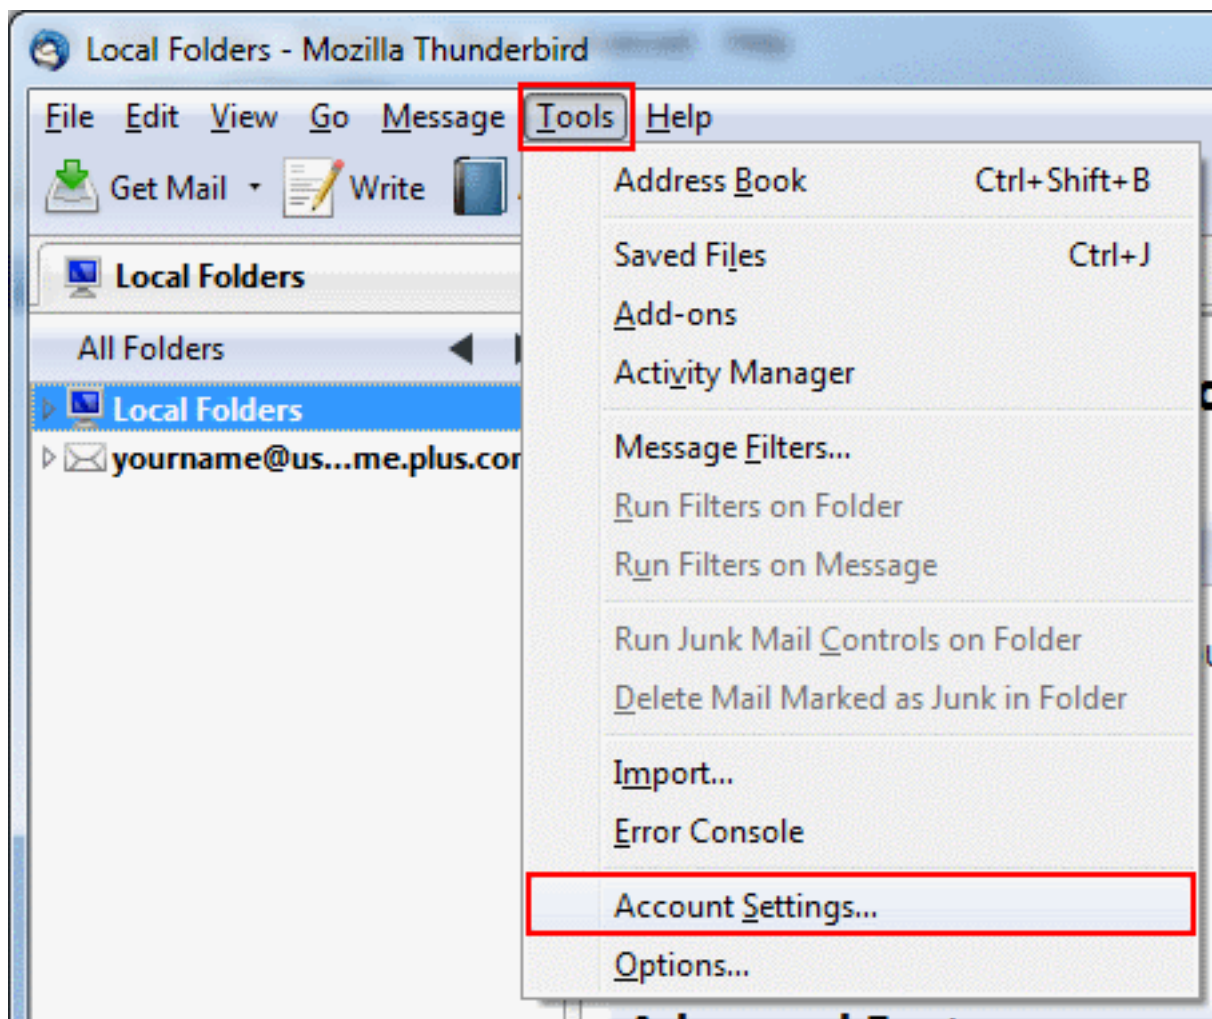 Local Folders - Mozilla Thunderbird
File Edit View Go Message Tools Help
Get Mail Write
Local Folders
All Folders
Local Folders
yourname@us...me.plus.cor
Address Book Ctrl+Shift+B
Saved Files Ctrl+J
Add-ons
Activity Manager
Message Filters...
Run Filters on Folder
Run Filters on Message
Run Junk Mail Controls on Folder
Delete Mail Marked as Junk in Folder
Import...
Error Console
Account Settings...
Options...